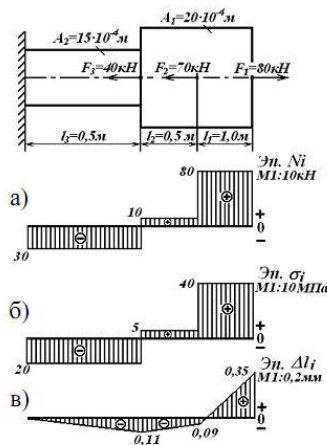 A₁=20·10⁻⁴м
A₂=15·10⁻⁴м
F₃=40кН F₂=70кН F₁=80кН
l₃=0,5м l₂=0,5 м l₁=1,0м
Эп. Ni
М1:10кН
80
а) 10 + 0 −
30
Эп. σi
М1:10МПа
40
б) 5 + 0 −
20
Эп. Δli
М1:0,2мм
0,35
в) + 0 −
0,11 0,09